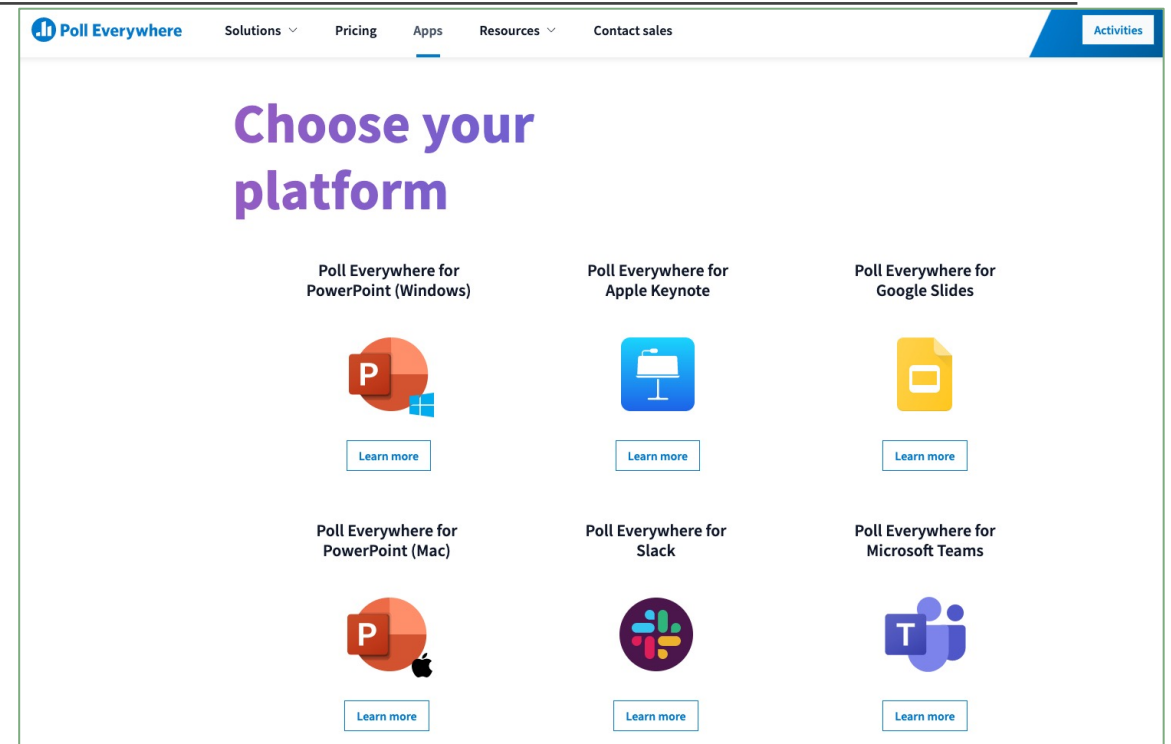 Poll Everywhere Solutions Pricing Apps Resources Contact sales Activities
Choose your
platform
Poll Everywhere for
PowerPoint (Windows)
Poll Everywhere for
Apple Keynote
Poll Everywhere for
Google Slides
P
Learn more
Learn more
Learn more
Poll Everywhere for
PowerPoint (Mac)
Poll Everywhere for
Slack
Poll Everywhere for
Microsoft Teams
P
T
Learn more
Learn more
Learn more